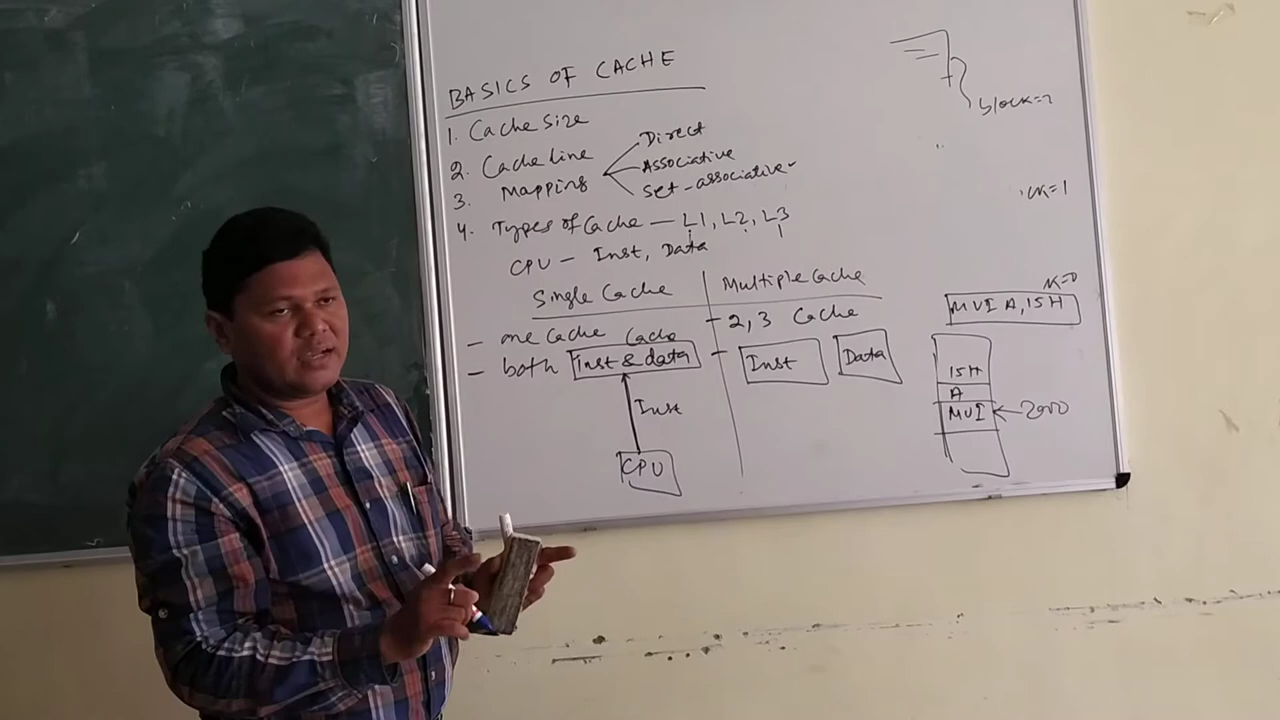 BASICS OF CACHE
1. Cache Size
2. Cache line
3. Mapping
Direct
Associative
Set-associative
4. Types of Cache — L1, L2, L3
CPU - Inst, Data
Single Cache
- one Cache Cache
- both Inst & data
Inst
CPU
Multiple Cache
- 2, 3 Cache
- Inst Data
block=
=1
=0
MVI A, 15H
15H
A
MVI